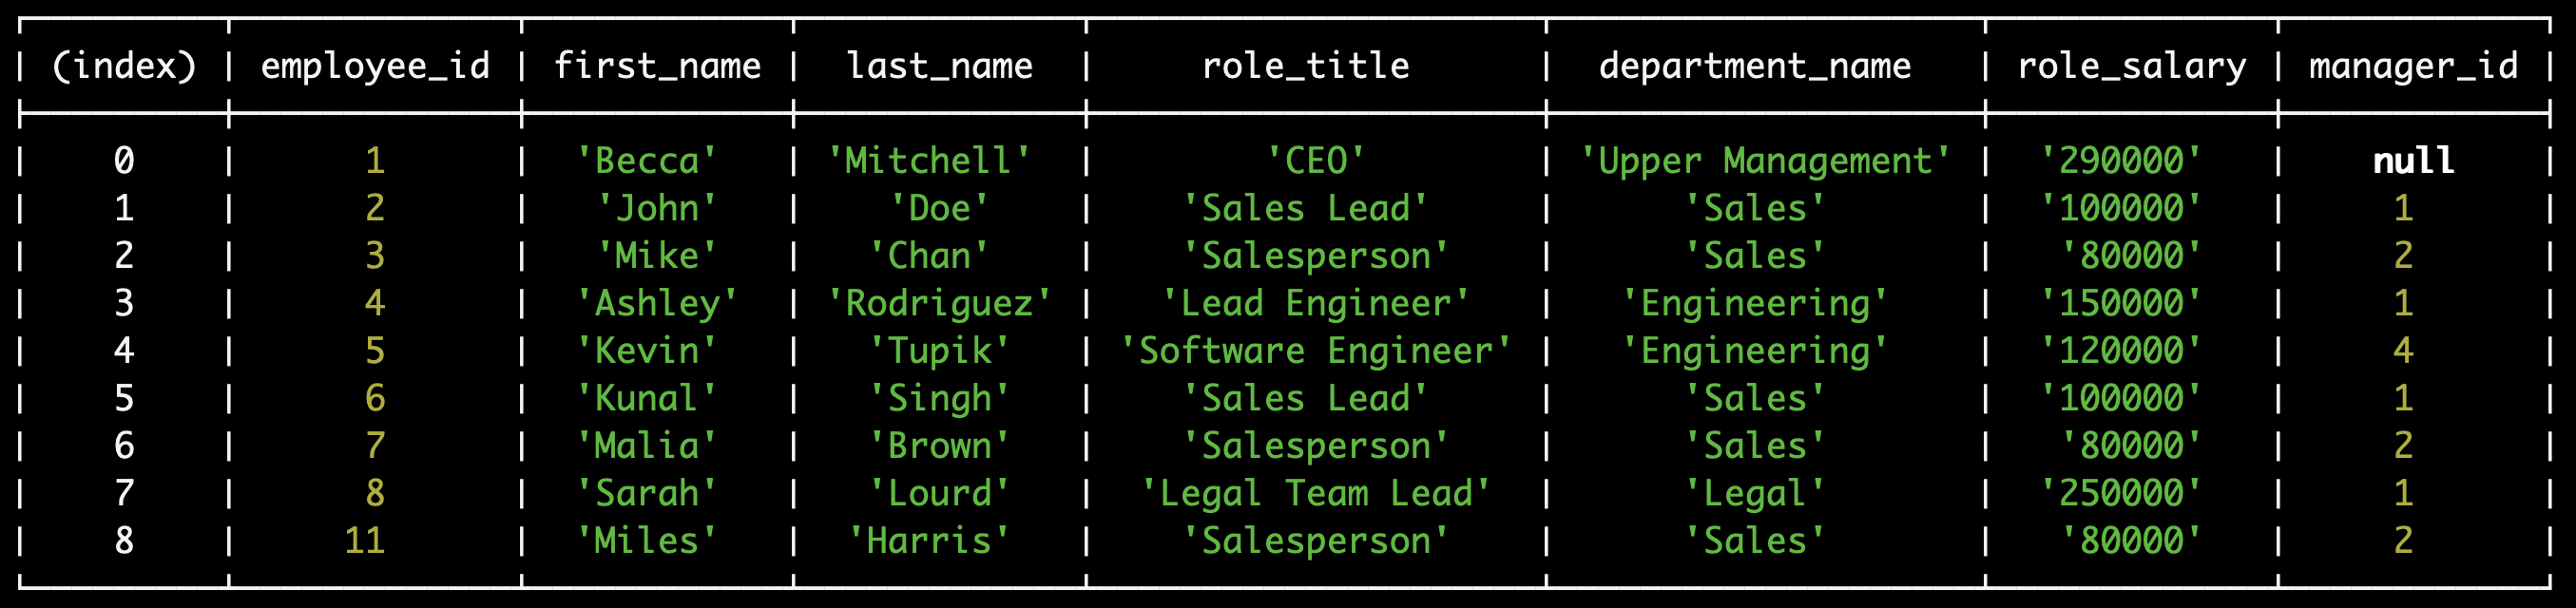 (index) employee_id first_name last_name role_title department_name role_salary manager_id
0 1 'Becca' 'Mitchell' 'CEO' 'Upper Management' '290000' null
1 2 'John' 'Doe' 'Sales Lead' 'Sales' '100000' 1
2 3 'Mike' 'Chan' 'Salesperson' 'Sales' '80000' 2
3 4 'Ashley' 'Rodriguez' 'Lead Engineer' 'Engineering' '150000' 1
4 5 'Kevin' 'Tupik' 'Software Engineer' 'Engineering' '120000' 4
5 6 'Kunal' 'Singh' 'Sales Lead' 'Sales' '100000' 1
6 7 'Malia' 'Brown' 'Salesperson' 'Sales' '80000' 2
7 8 'Sarah' 'Lourd' 'Legal Team Lead' 'Legal' '250000' 1
8 11 'Miles' 'Harris' 'Salesperson' 'Sales' '80000' 2